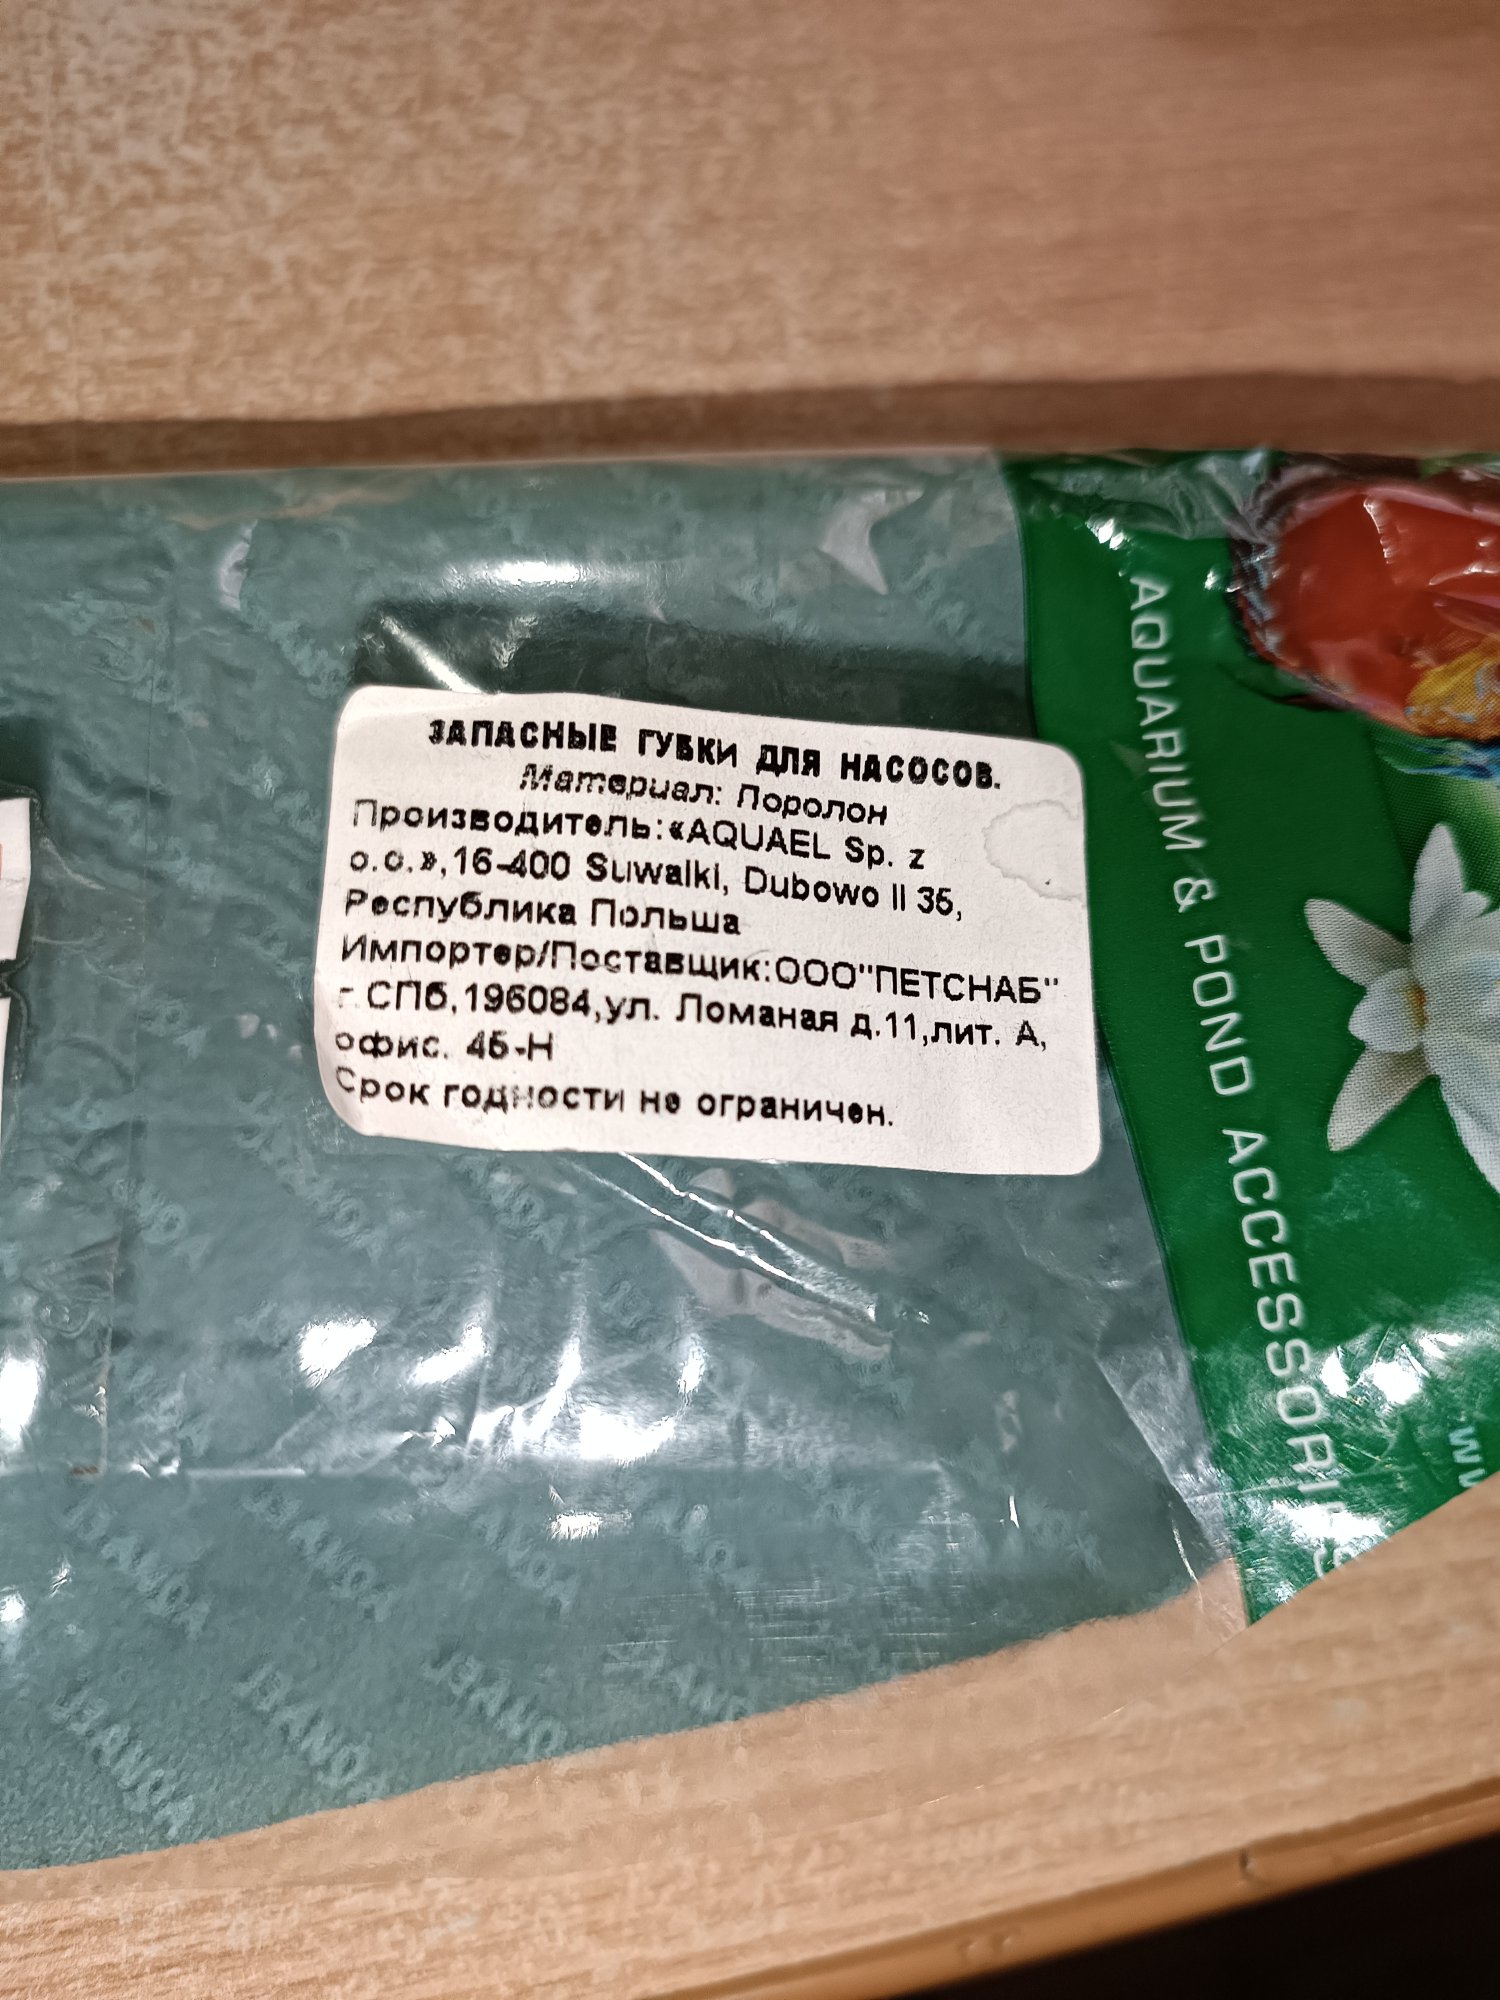 ЗАПАСНЫЕ ГУБКИ ДЛЯ НАСОСОВ.
Материал: Поролон
Производитель:«AQUAEL Sp. z
o.o.»,16-400 Suwalki, Dubowo II 35,
Республика Польша
Импортер/Поставщик:ООО"ПЕТСНАБ"
г.СПб,196084,ул. Ломаная д.11,лит. А,
офис. 45-Н
Срок годности не ограничен.
AQUARIUM & POND ACCESSORIES